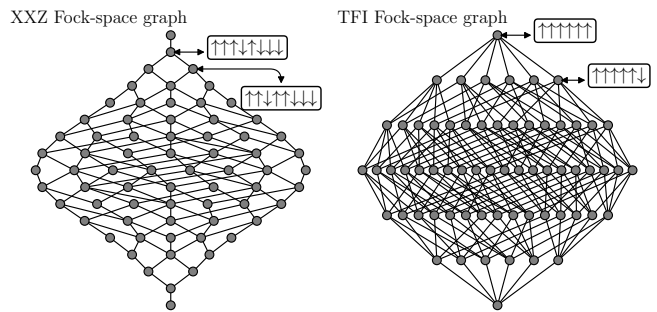 XXZ Fock-space graph
TFI Fock-space graph
↑↑↑↓↑↓↓↓
↑↑↓↑↑↓↓↓
↑↑↑↑↑↑
↑↑↑↑↑↓